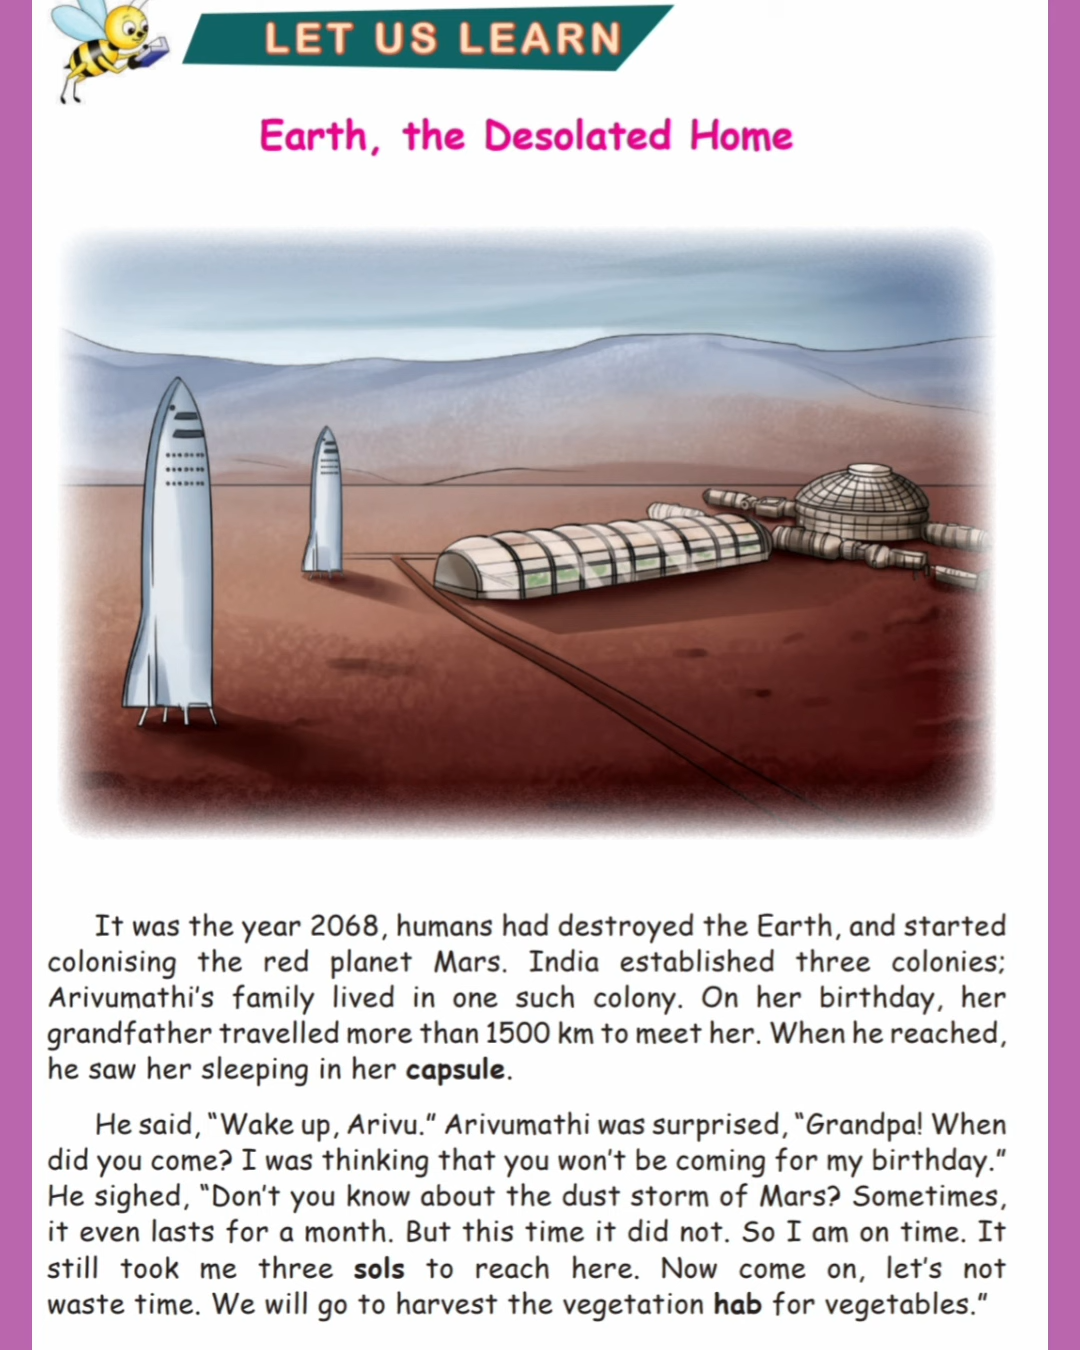 LET US LEARN
Earth, the Desolated Home
It was the year 2068, humans had destroyed the Earth, and started
colonising the red planet Mars. India established three colonies;
Arivumathi's family lived in one such colony. On her birthday, her
grandfather travelled more than 1500 km to meet her. When he reached,
he saw her sleeping in her capsule.
He said, “Wake up, Arivu.” Arivumathi was surprised, “Grandpa! When
did you come? I was thinking that you won't be coming for my birthday.”
He sighed, “Don't you know about the dust storm of Mars? Sometimes,
it even lasts for a month. But this time it did not. So I am on time. It
still took me three sols to reach here. Now come on, let's not
waste time. We will go to harvest the vegetation hab for vegetables.”